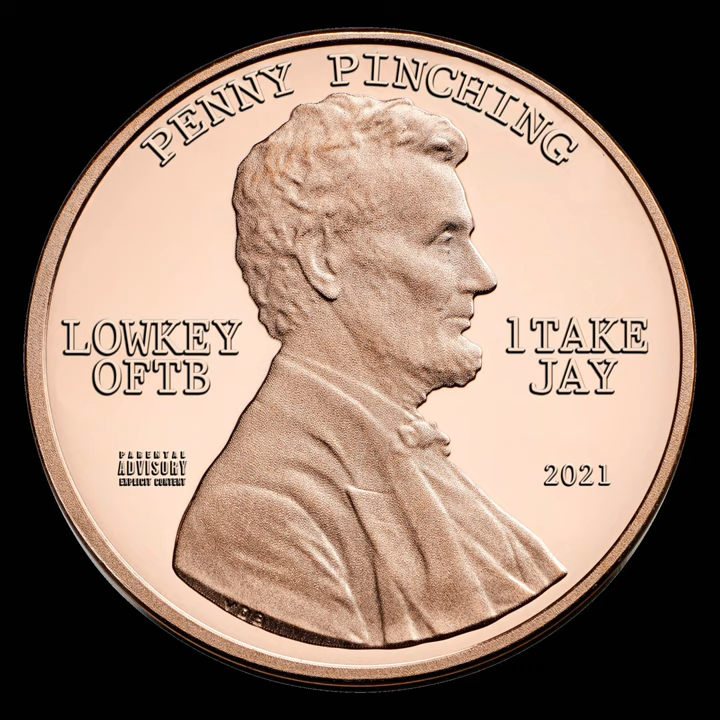 PENNY PINCHING
LOWKEY
OFTB
1TAKE
JAY
PARENTAL
ADVISORY
EXPLICIT CONTENT
2021